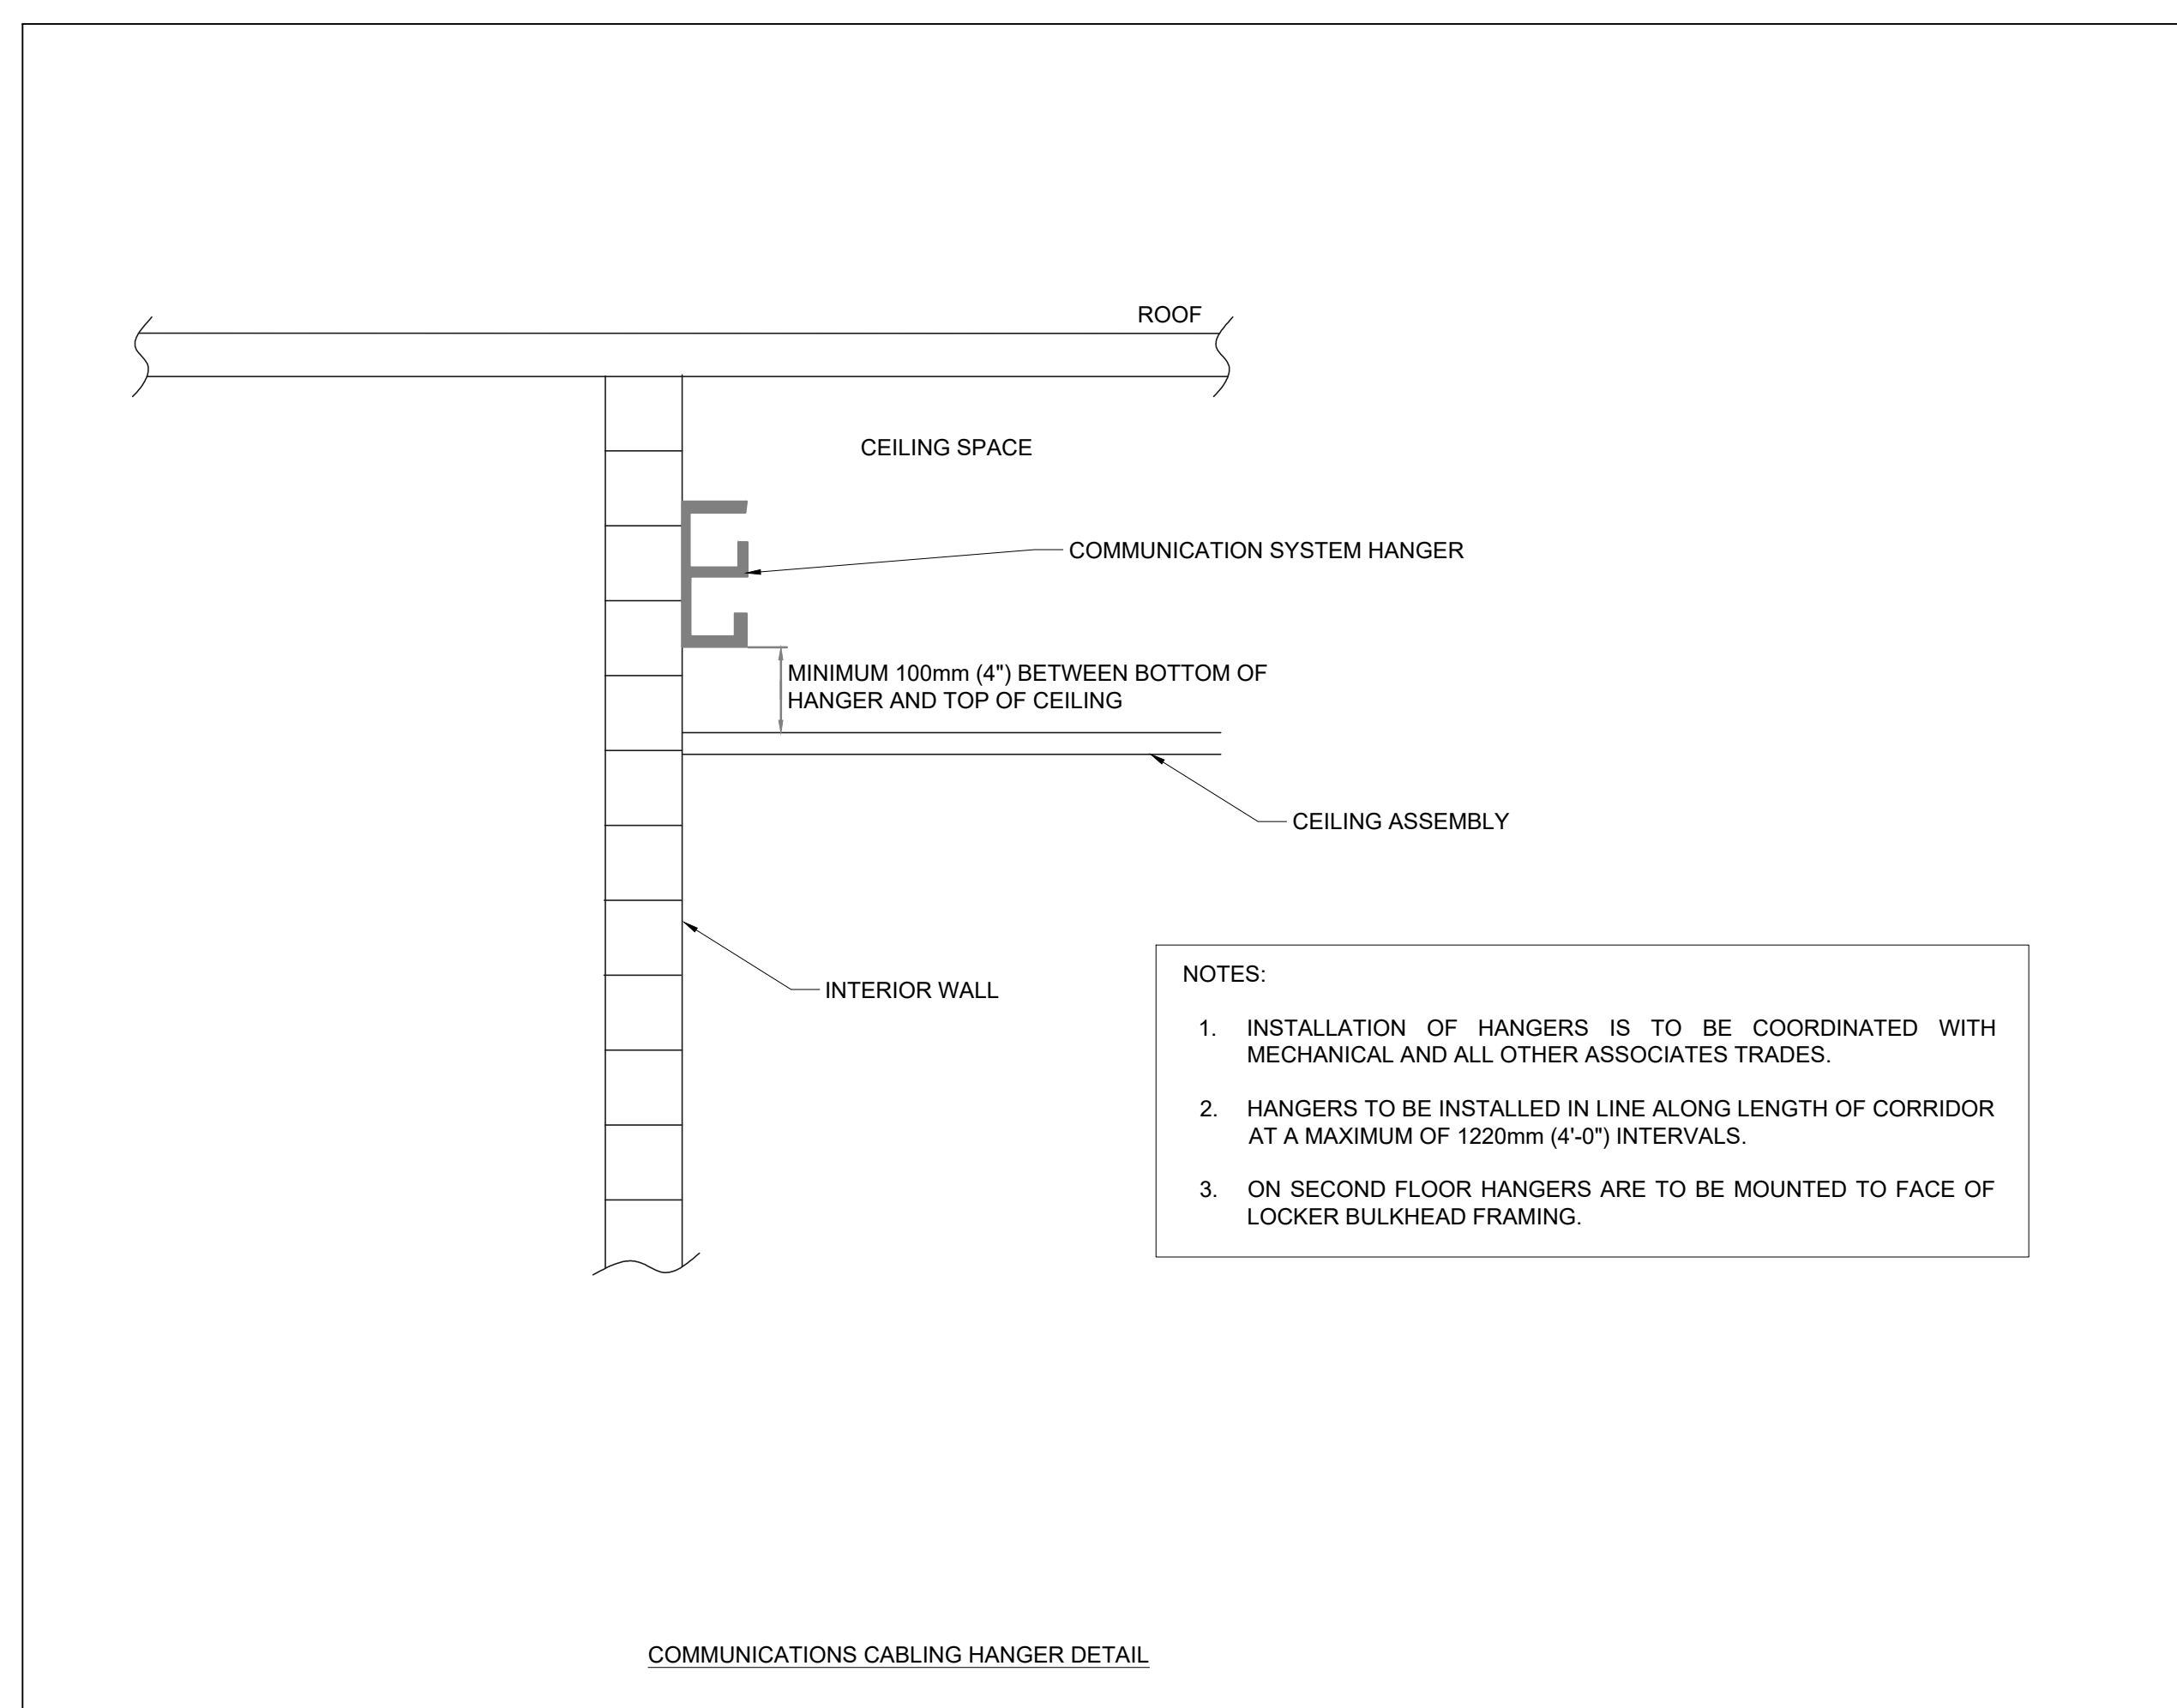 ROOF
CEILING SPACE
COMMUNICATION SYSTEM HANGER
MINIMUM 100mm (4") BETWEEN BOTTOM OF
HANGER AND TOP OF CEILING
CEILING ASSEMBLY
INTERIOR WALL
NOTES:
1. INSTALLATION OF HANGERS IS TO BE COORDINATED WITH
MECHANICAL AND ALL OTHER ASSOCIATES TRADES.
2. HANGERS TO BE INSTALLED IN LINE ALONG LENGTH OF CORRIDOR
AT A MAXIMUM OF 1220mm (4'-0") INTERVALS.
3. ON SECOND FLOOR HANGERS ARE TO BE MOUNTED TO FACE OF
LOCKER BULKHEAD FRAMING.
COMMUNICATIONS CABLING HANGER DETAIL